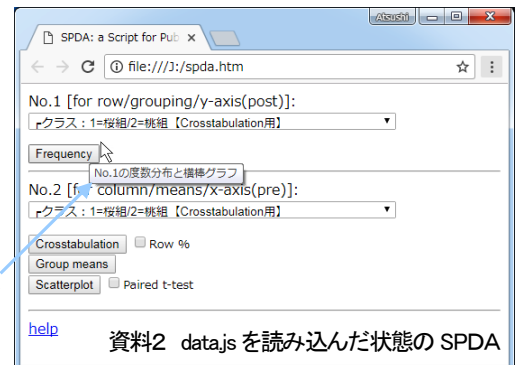 Atsushi
SPDA: a Script for Pub
file:///J:/spda.htm
No.1 [for row/grouping/y-axis(post)]:
┏クラス：1=桜組/2=桃組【Crosstabulation用】
Frequency
No.1の度数分布と横棒グラフ
No.2 [for column/means/x-axis(pre)]:
┏クラス：1=桜組/2=桃組【Crosstabulation用】
Crosstabulation Row %
Group means
Scatterplot Paired t-test
help
資料2 data.js を読み込んだ状態の SPDA